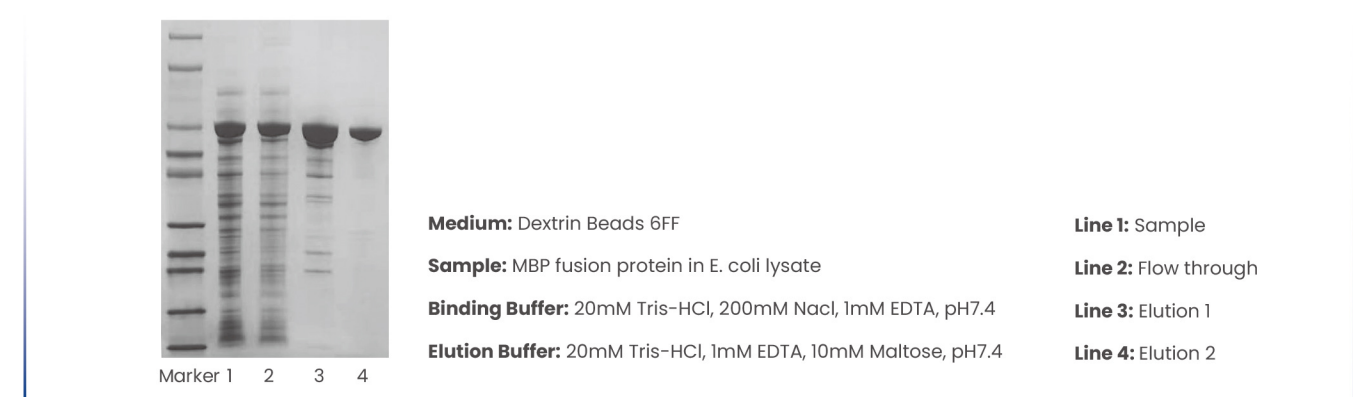 Medium: Dextrin Beads 6FF
Sample: MBP fusion protein in E. coli lysate
Binding Buffer: 20mM Tris-HCl, 200mM Nacl, 1mM EDTA, pH7.4
Elution Buffer: 20mM Tris-HCl, 1mM EDTA, 10mM Maltose, pH7.4
Line 1: Sample
Line 2: Flow through
Line 3: Elution 1
Line 4: Elution 2
Marker 1 2 3 4